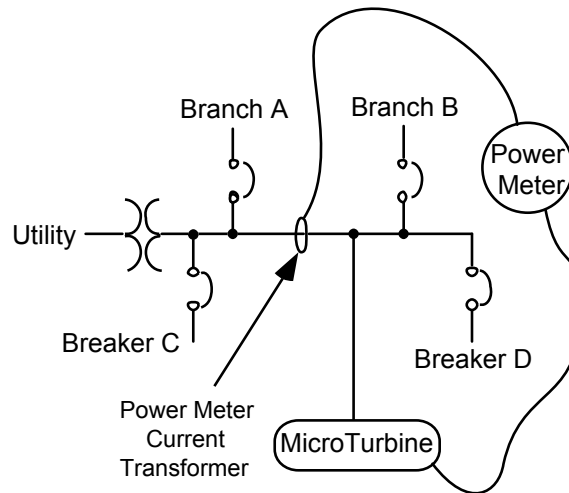 Branch A
Branch B
Power
Meter
Utility
Breaker C
Breaker D
Power Meter
Current
Transformer
MicroTurbine